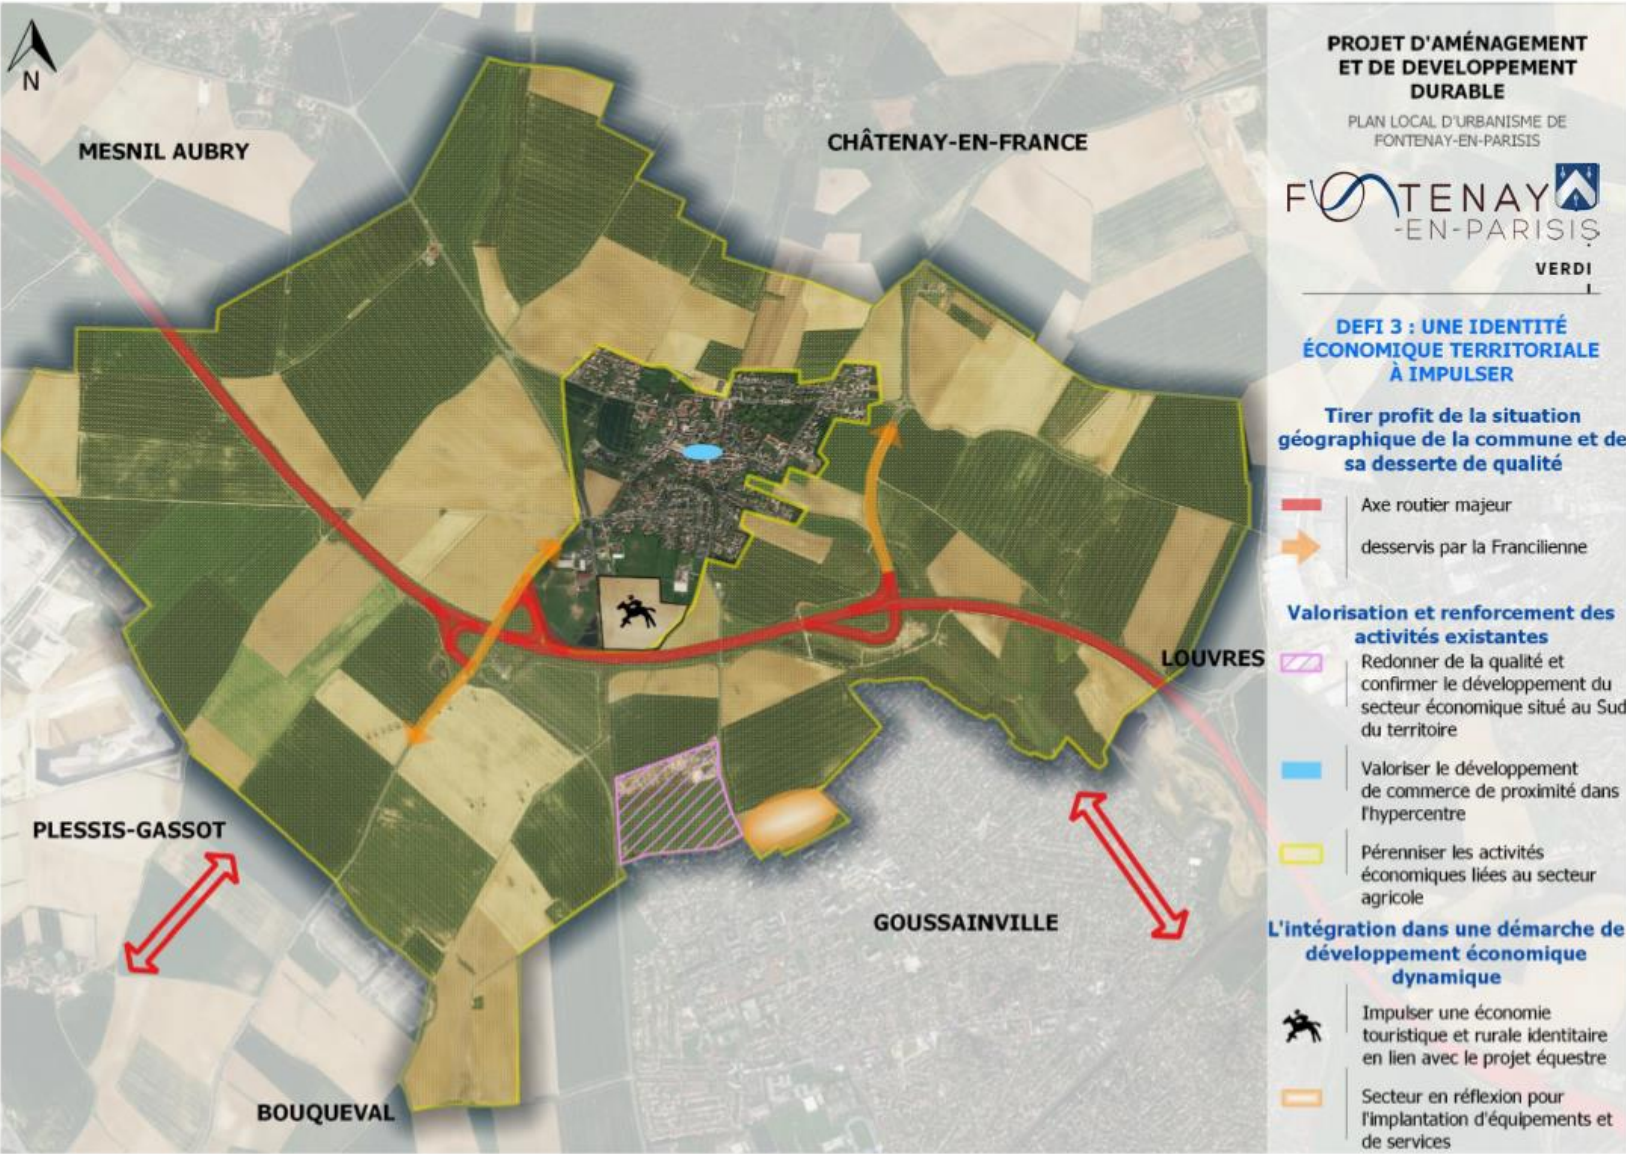 N
MESNIL AUBRY
CHÂTENAY-EN-FRANCE
LOUVRES
PLESSIS-GASSOT
GOUSSAINVILLE
BOUQUEVAL
PROJET D'AMÉNAGEMENT
ET DE DEVELOPPEMENT
DURABLE
PLAN LOCAL D'URBANISME DE
FONTENAY-EN-PARISIS
FONTENAY
-EN-PARISIS
VERDI
DEFI 3 : UNE IDENTITÉ
ÉCONOMIQUE TERRITORIALE
À IMPULSER
Tirer profit de la situation
géographique de la commune et de
sa desserte de qualité
Axe routier majeur
desservis par la Francilienne
Valorisation et renforcement des
activités existantes
Redonner de la qualité et
confirmer le développement du
secteur économique situé au Sud
du territoire
Valoriser le développement
de commerce de proximité dans
l'hypercentre
Pérenniser les activités
économiques liées au secteur
agricole
L'intégration dans une démarche de
développement économique
dynamique
Impulser une économie
touristique et rurale identitaire
en lien avec le projet équestre
Secteur en réflexion pour
l'implantation d'équipements et
de services